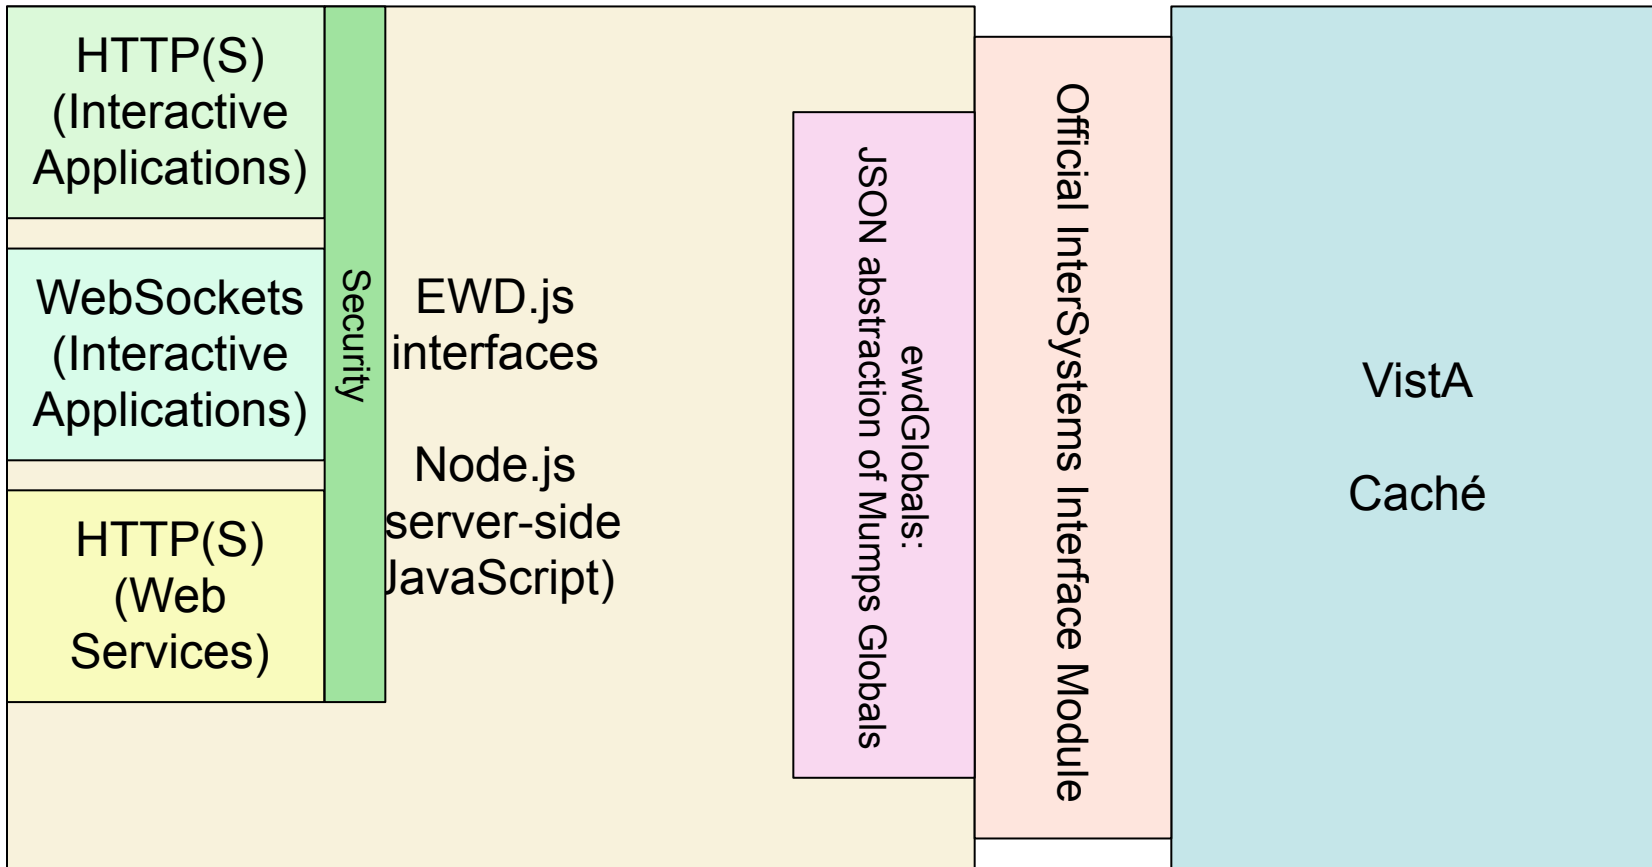 HTTP(S)
(Interactive
Applications)
WebSockets
(Interactive
Applications)
HTTP(S)
(Web
Services)
Security
EWD.js
interfaces
Node.js
server-side
JavaScript)
ewdGlobals:
JSON abstraction of Mumps Globals
Official InterSystems Interface Module
VistA
Caché